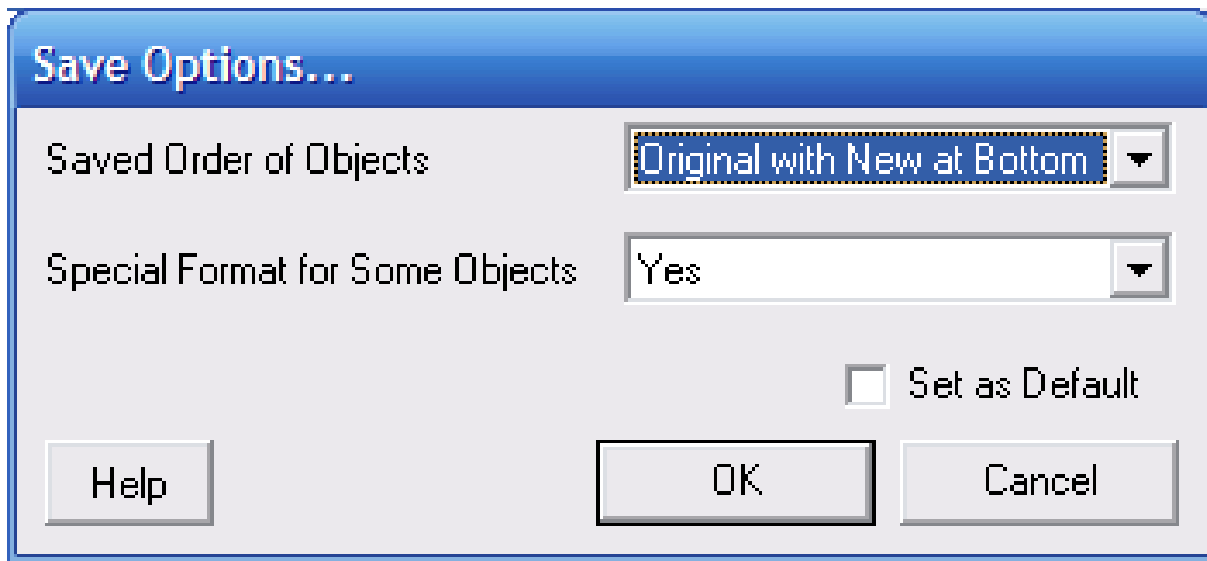 Save Options...
Saved Order of Objects Original with New at Bottom
Special Format for Some Objects Yes
Set as Default
Help OK Cancel